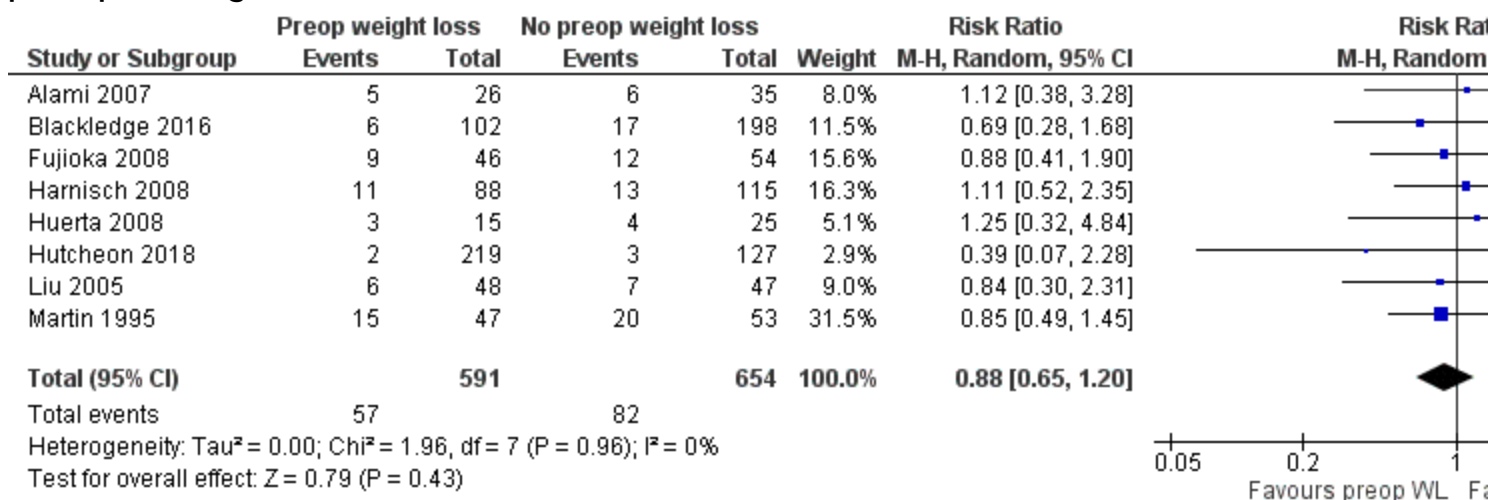 Preop weight loss No preop weight loss Risk Ratio Risk Rat
Study or Subgroup Events Total Events Total Weight M-H, Random, 95% CI M-H, Random
Alami 2007 5 26 6 35 8.0% 1.12 [0.38, 3.28]
Blackledge 2016 6 102 17 198 11.5% 0.69 [0.28, 1.68]
Fujioka 2008 9 46 12 54 15.6% 0.88 [0.41, 1.90]
Harnisch 2008 11 88 13 115 16.3% 1.11 [0.52, 2.35]
Huerta 2008 3 15 4 25 5.1% 1.25 [0.32, 4.84]
Hutcheon 2018 2 219 3 127 2.9% 0.39 [0.07, 2.28]
Liu 2005 6 48 7 47 9.0% 0.84 [0.30, 2.31]
Martin 1995 15 47 20 53 31.5% 0.85 [0.49, 1.45]
Total (95% CI) 591 654 100.0% 0.88 [0.65, 1.20]
Total events 57 82
Heterogeneity: Tau² = 0.00; Chi² = 1.96, df = 7 (P = 0.96); I² = 0%
Test for overall effect: Z = 0.79 (P = 0.43)
0.05 0.2 1
Favours preop WL Fa